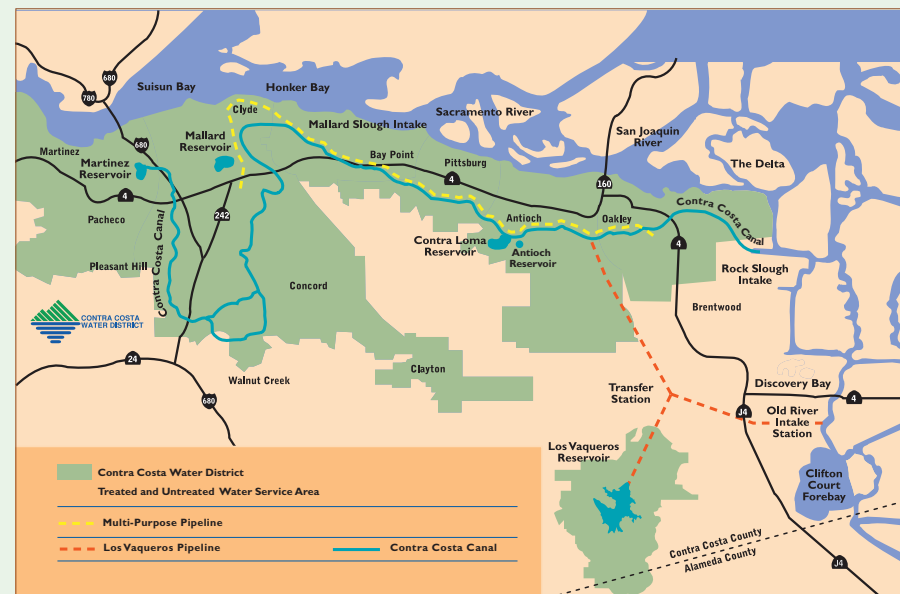 680
780
Suisun Bay
Honker Bay
Clyde
Sacramento River
Mallard Slough Intake
Mallard
Reservoir
680
San Joaquin
River
Martinez
Martinez
Reservoir
Bay Point
Pittsburg
The Delta
4
160
4
242
Pacheco
Contra Costa Canal
Antioch
Oakley
Contra Costa Canal
Contra Loma
Reservoir
Antioch
Reservoir
4
Pleasant Hill
Rock Slough
Intake
Concord
Brentwood
CONTRA COSTA
WATER DISTRICT
24
Clayton
Walnut Creek
680
Transfer
Station
Discovery Bay
4
J4
Old River
Intake
Station
Los Vaqueros
Reservoir
Clifton
Court
Forebay
Contra Costa County
Alameda County
J4
Contra Costa Water District
Treated and Untreated Water Service Area
Multi-Purpose Pipeline
Los Vaqueros Pipeline
Contra Costa Canal